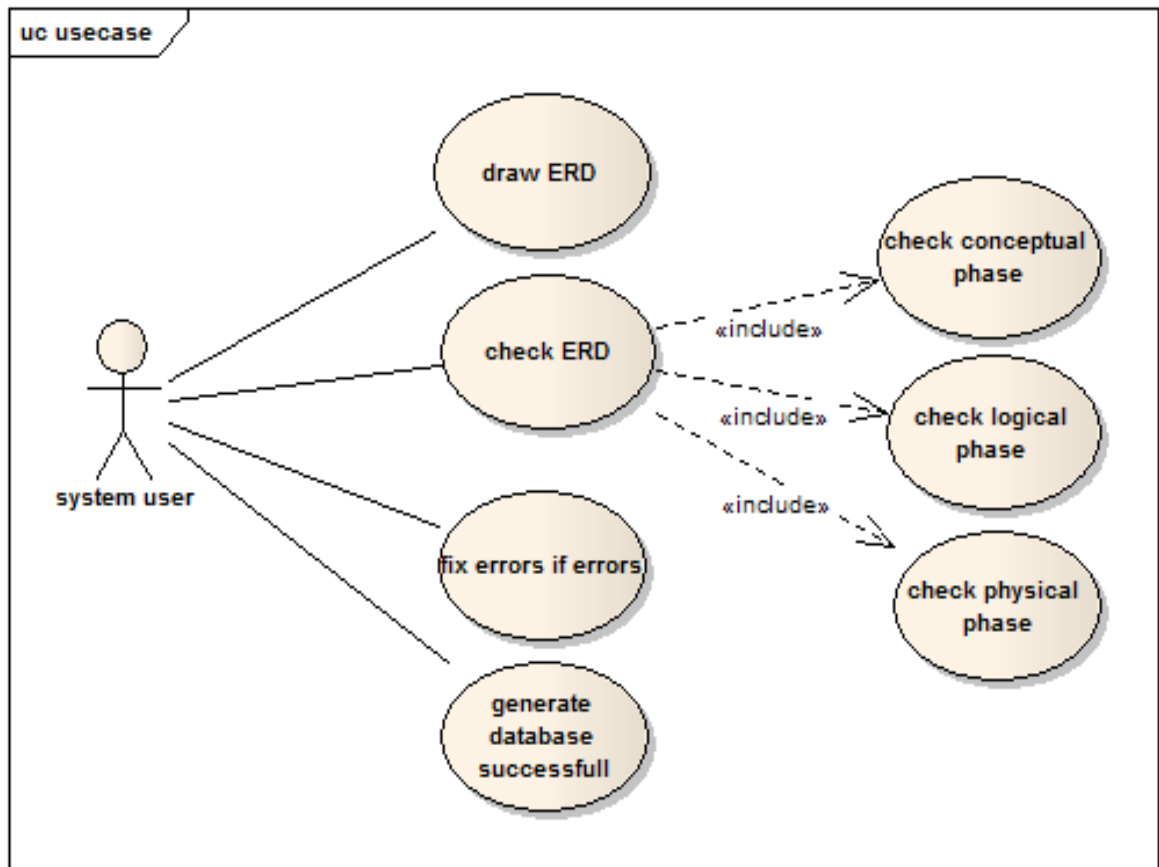 uc usecase
draw ERD
check conceptual
phase
check ERD
«include»
check logical
phase
«include»
system user
«include»
fix errors if errors
check physical
phase
generate
database
successfull